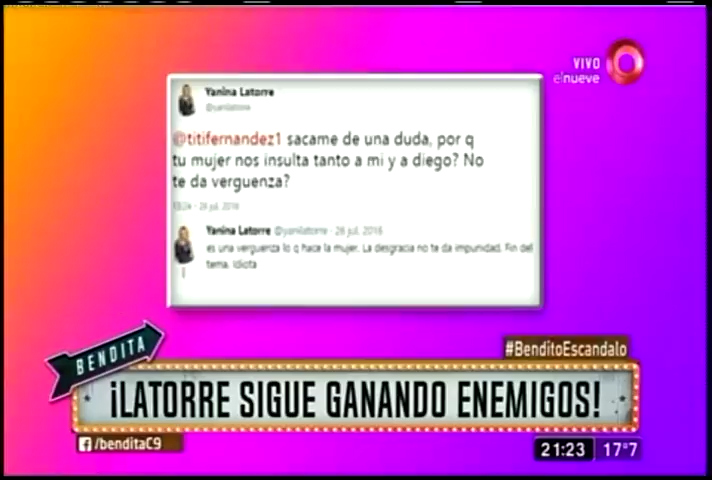 VIVO
elnueve
Yanina Latorre
@yanilatorre
@titifernandez1 sacame de una duda, por q
tu mujer nos insulta tanto a mi y a diego? No
te da verguenza?
26 jul. 2016
Yanina Latorre @yanilatorre · 26 jul. 2016
es una verguenza lo q hace la mujer. La desgracia no te da impunidad. Fin del
tema. Idiota
BENDITA
#BenditoEscandalo
¡LATORRE SIGUE GANANDO ENEMIGOS!
/benditaC9
21:23 17°7